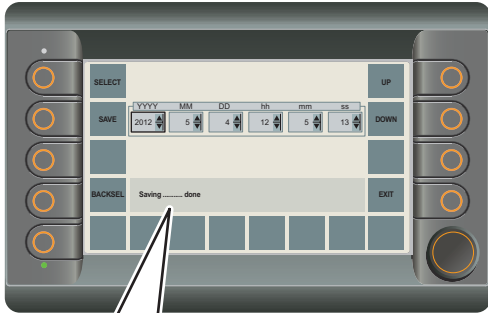 SELECT
UP
YYYY MM DD hh mm ss
SAVE
2012 5 4 12 5 13
DOWN
BACKSEL
Saving .......... done
EXIT